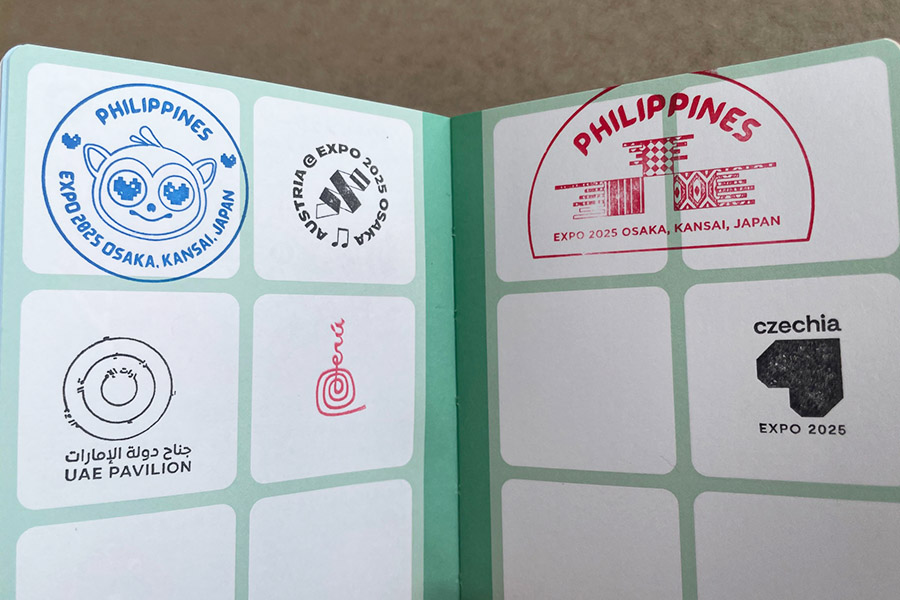 PHILIPPINES
EXPO 2025 OSAKA, KANSAI, JAPAN
AUSTRIA @ EXPO 2025 OSAKA
جناح دولة الإمارات
UAE PAVILION
Perú
PHILIPPINES
EXPO 2025 OSAKA, KANSAI, JAPAN
czechia
EXPO 2025